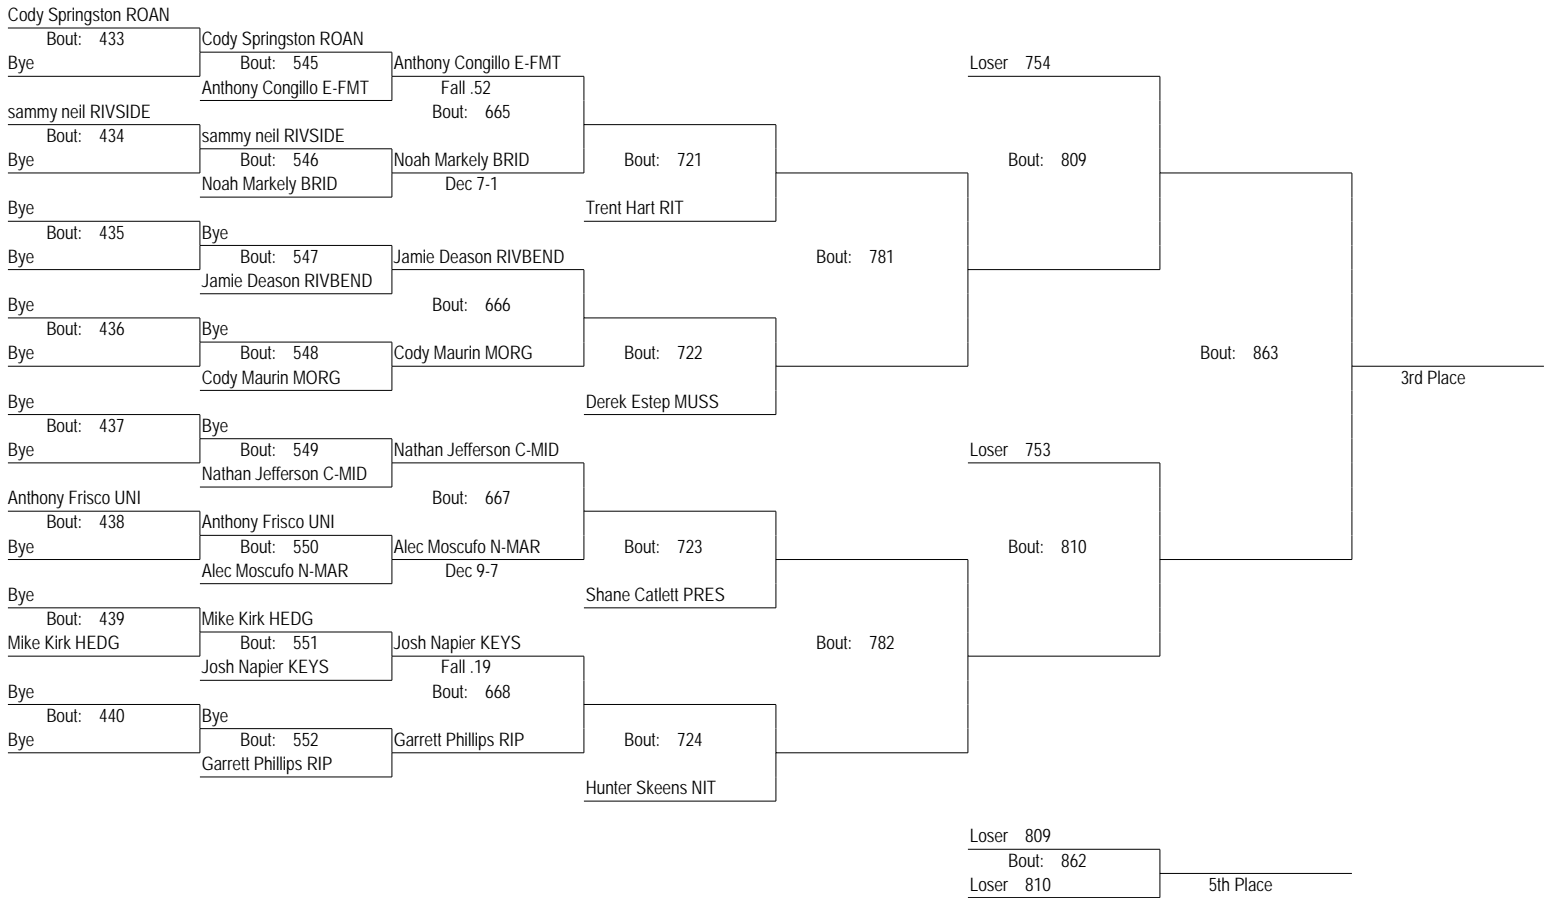 Cody Springston ROAN
Bout: 433
Bye
sammy neil RIVSIDE
Bout: 434
Bye
Bye
Bout: 435
Bye
Bye
Bout: 436
Bye
Bye
Bout: 437
Bye
Anthony Frisco UNI
Bout: 438
Bye
Bye
Bout: 439
Mike Kirk HEDG
Bye
Bout: 440
Bye
Cody Springston ROAN
Bout: 545
Anthony Congillo E-FMT
sammy neil RIVSIDE
Bout: 546
Noah Markely BRID
Bye
Bout: 547
Jamie Deason RIVBEND
Bye
Bout: 548
Cody Maurin MORG
Bye
Bout: 549
Nathan Jefferson C-MID
Anthony Frisco UNI
Bout: 550
Alec Moscufo N-MAR
Mike Kirk HEDG
Bout: 551
Josh Napier KEYS
Bye
Bout: 552
Garrett Phillips RIP
Anthony Congillo E-FMT
Fall .52
Bout: 665
Noah Markely BRID
Dec 7-1
Jamie Deason RIVBEND
Bout: 666
Cody Maurin MORG
Nathan Jefferson C-MID
Bout: 667
Alec Moscufo N-MAR
Dec 9-7
Josh Napier KEYS
Fall .19
Bout: 668
Garrett Phillips RIP
Bout: 721
Trent Hart RIT
Bout: 722
Derek Estep MUSS
Bout: 723
Shane Catlett PRES
Bout: 724
Hunter Skeens NIT
Bout: 781
Bout: 782
Loser 754
Bout: 809
Loser 753
Bout: 810
Bout: 863
3rd Place
Loser 809
Bout: 862
Loser 810
5th Place